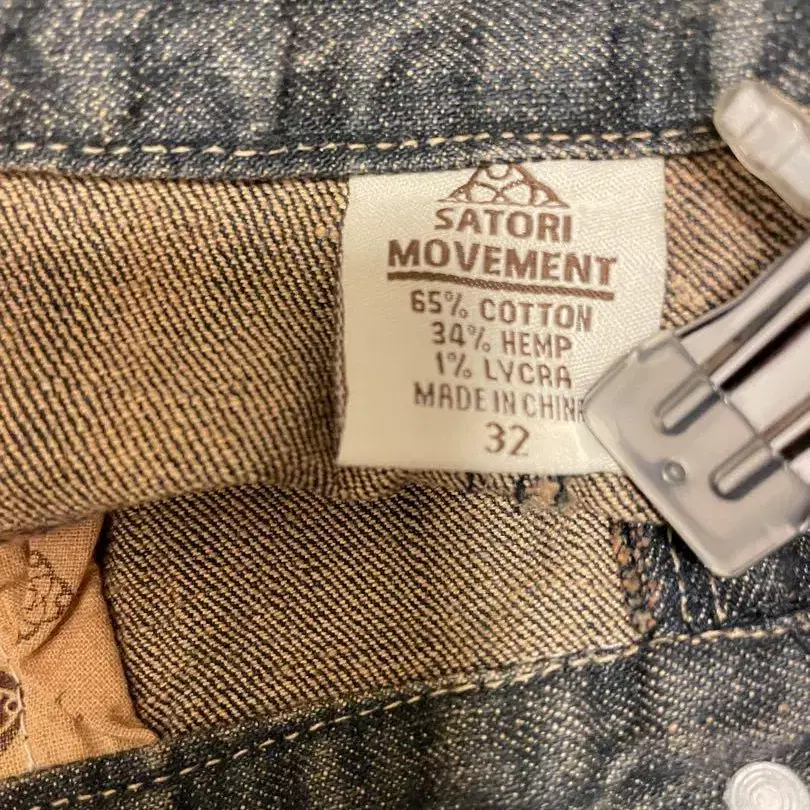 SATORI
MOVEMENT
65% COTTON
34% HEMP
1% LYCRA
MADE IN CHINA
32